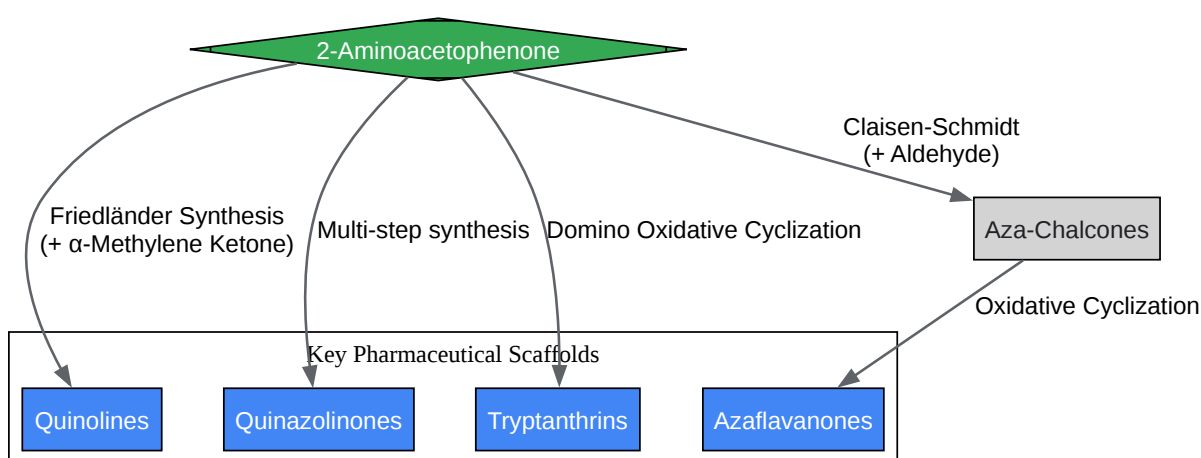 2-Aminoacetophenone
Claisen-Schmidt
(+ Aldehyde)
Friedländer Synthesis
(+ α-Methylene Ketone)
Multi-step synthesis
Domino Oxidative Cyclization
Aza-Chalcones
Oxidative Cyclization
Key Pharmaceutical Scaffolds
Quinolines
Quinazolinones
Tryptanthrins
Azaflavanones